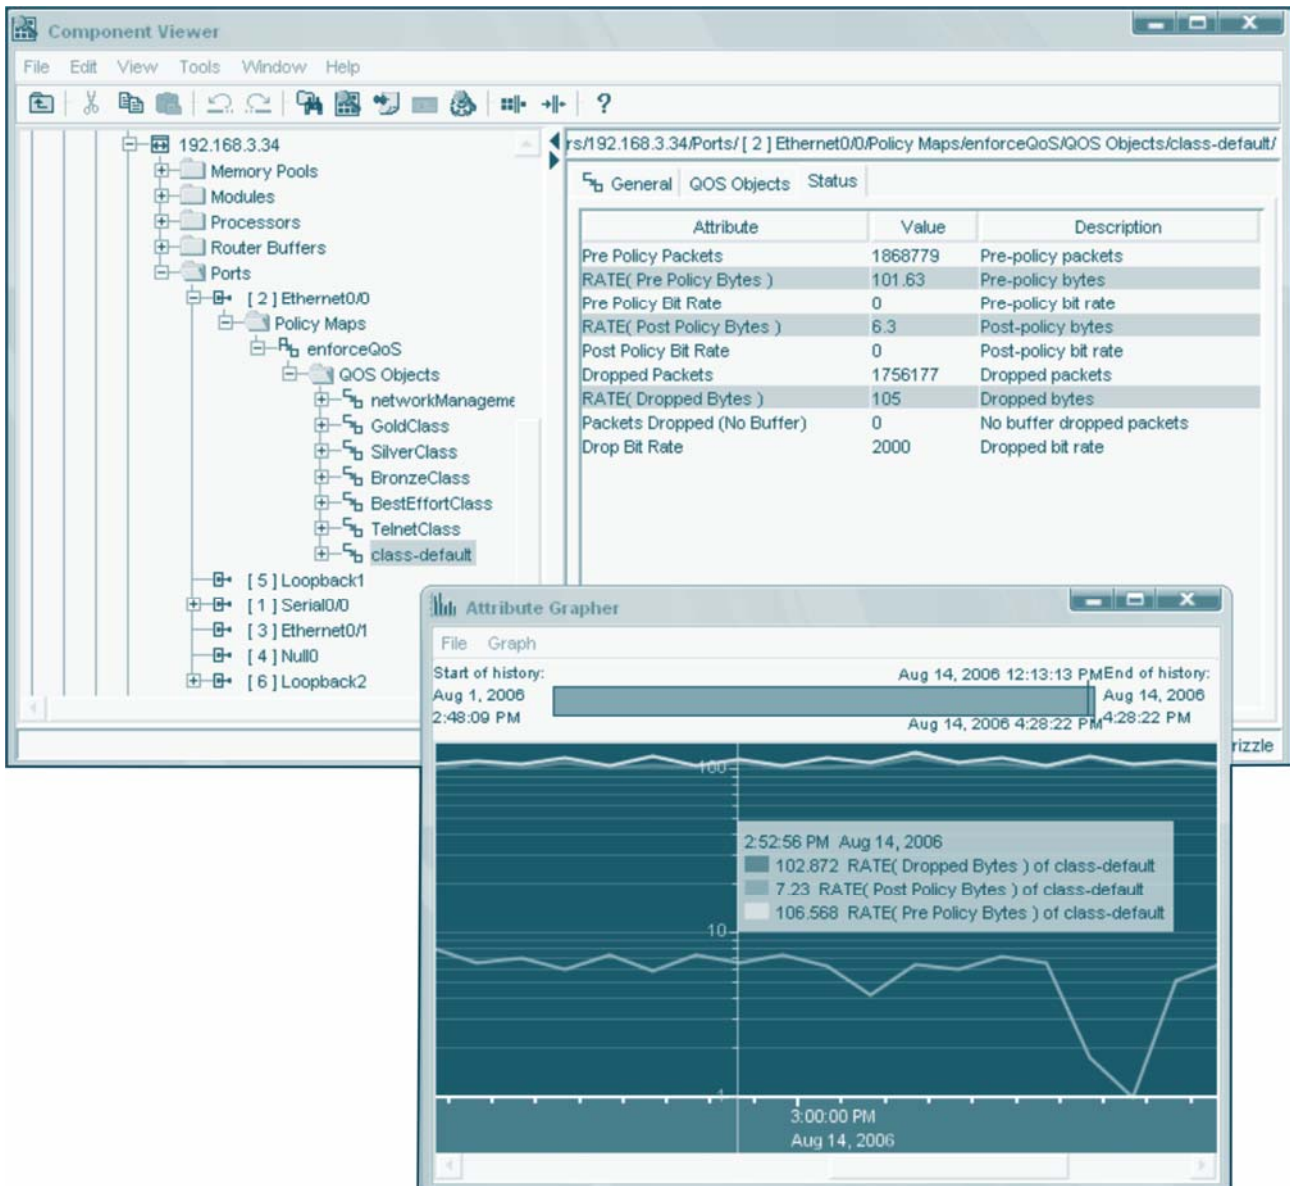 Component Viewer
File Edit View Tools Window Help
192.168.3.34
Memory Pools
Modules
Processors
Router Buffers
Ports
[ 2 ] Ethernet0/0
Policy Maps
enforceQoS
QOS Objects
networkManageme
GoldClass
SilverClass
BronzeClass
BestEffortClass
TelnetClass
class-default
[ 5 ] Loopback1
[ 1 ] Serial0/0
[ 3 ] Ethernet0/1
[ 4 ] Null0
[ 6 ] Loopback2
rs/192.168.3.34/Ports/ [ 2 ] Ethernet0/0/Policy Maps/enforceQoS/QOS Objects/class-default/
General QOS Objects Status
Attribute Value Description
Pre Policy Packets 1868779 Pre-policy packets
RATE( Pre Policy Bytes ) 101.63 Pre-policy bytes
Pre Policy Bit Rate 0 Pre-policy bit rate
RATE( Post Policy Bytes ) 6.3 Post-policy bytes
Post Policy Bit Rate 0 Post-policy bit rate
Dropped Packets 1756177 Dropped packets
RATE( Dropped Bytes ) 105 Dropped bytes
Packets Dropped (No Buffer) 0 No buffer dropped packets
Drop Bit Rate 2000 Dropped bit rate
rizzle
Attribute Grapher
File Graph
Start of history:
Aug 1, 2006
2:48:09 PM
Aug 14, 2006 12:13:13 PM
Aug 14, 2006 4:28:22 PM
End of history:
Aug 14, 2006
4:28:22 PM
100
2:52:56 PM Aug 14, 2006
102.872 RATE( Dropped Bytes ) of class-default
7.23 RATE( Post Policy Bytes ) of class-default
106.568 RATE( Pre Policy Bytes ) of class-default
10
1
3:00:00 PM
Aug 14, 2006